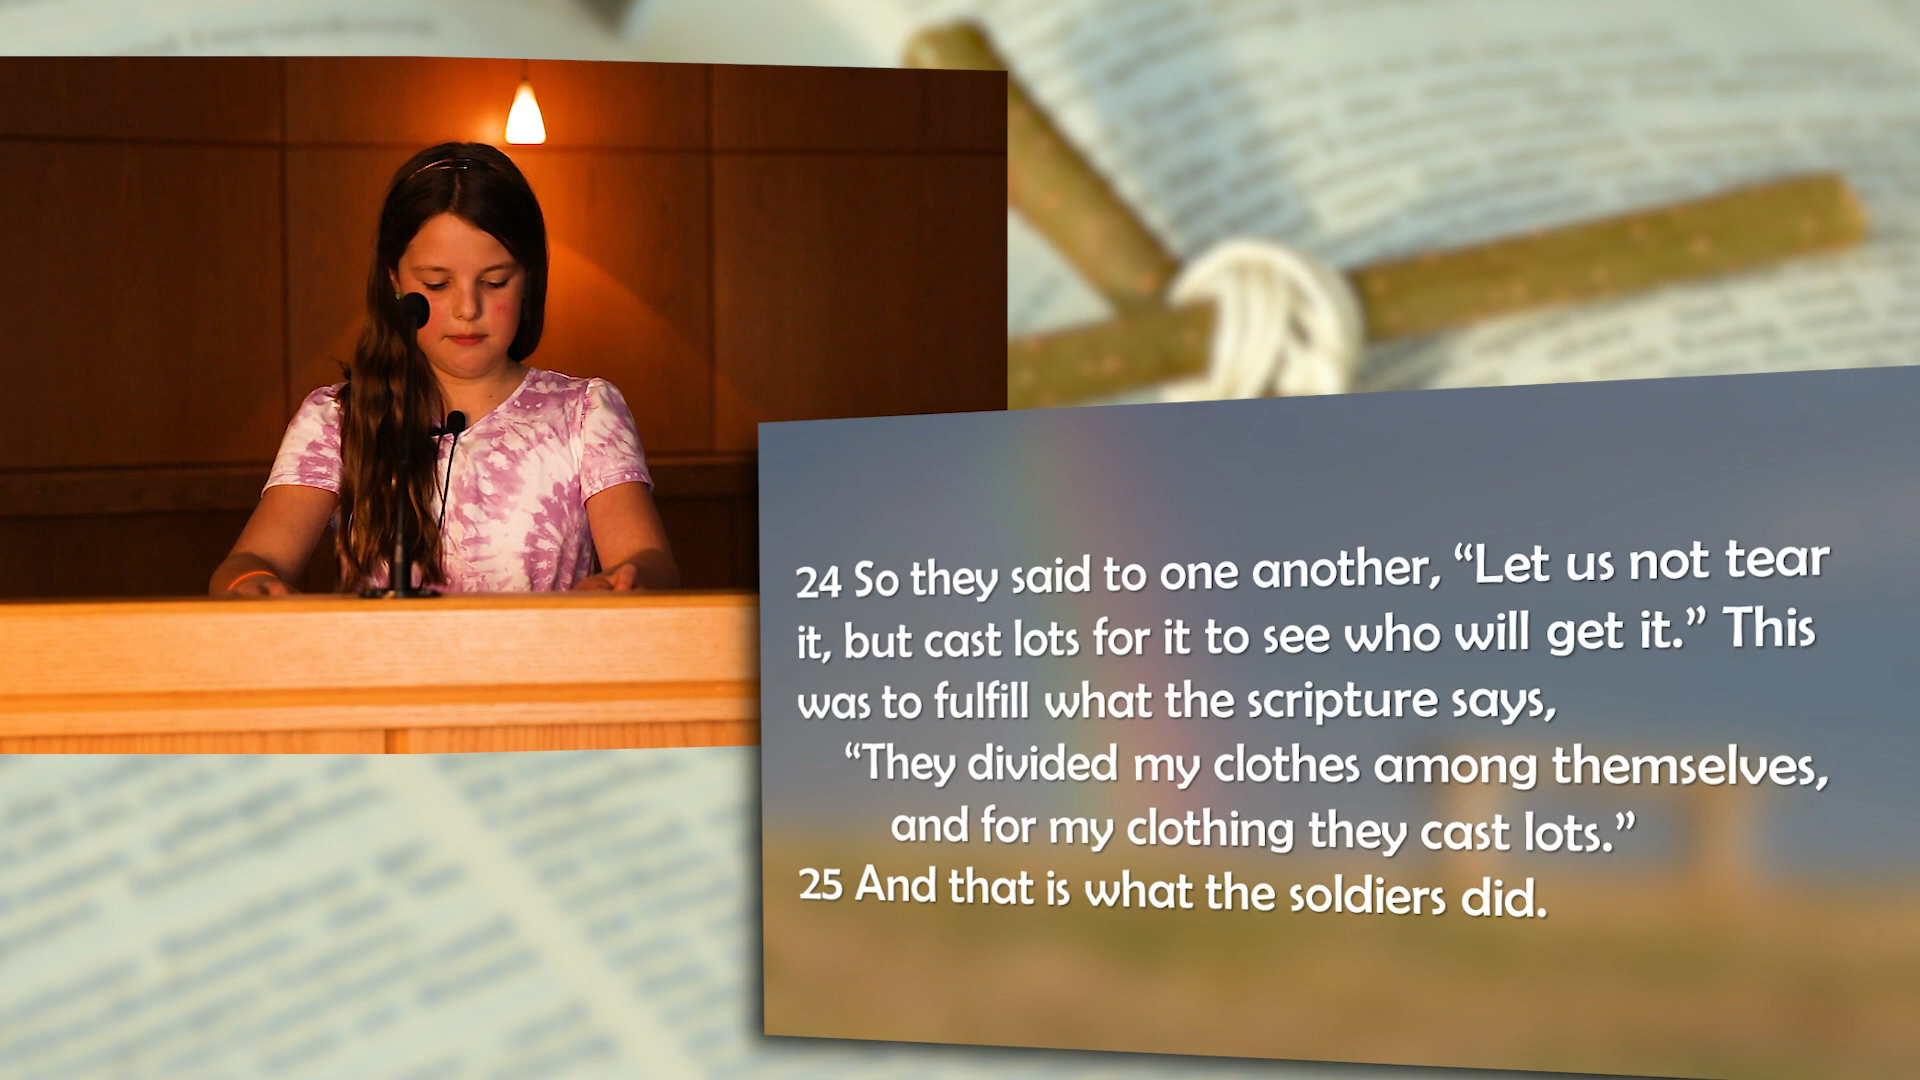 24 So they said to one another, “Let us not tear
it, but cast lots for it to see who will get it.” This
was to fulfill what the scripture says,
“They divided my clothes among themselves,
and for my clothing they cast lots.”
25 And that is what the soldiers did.